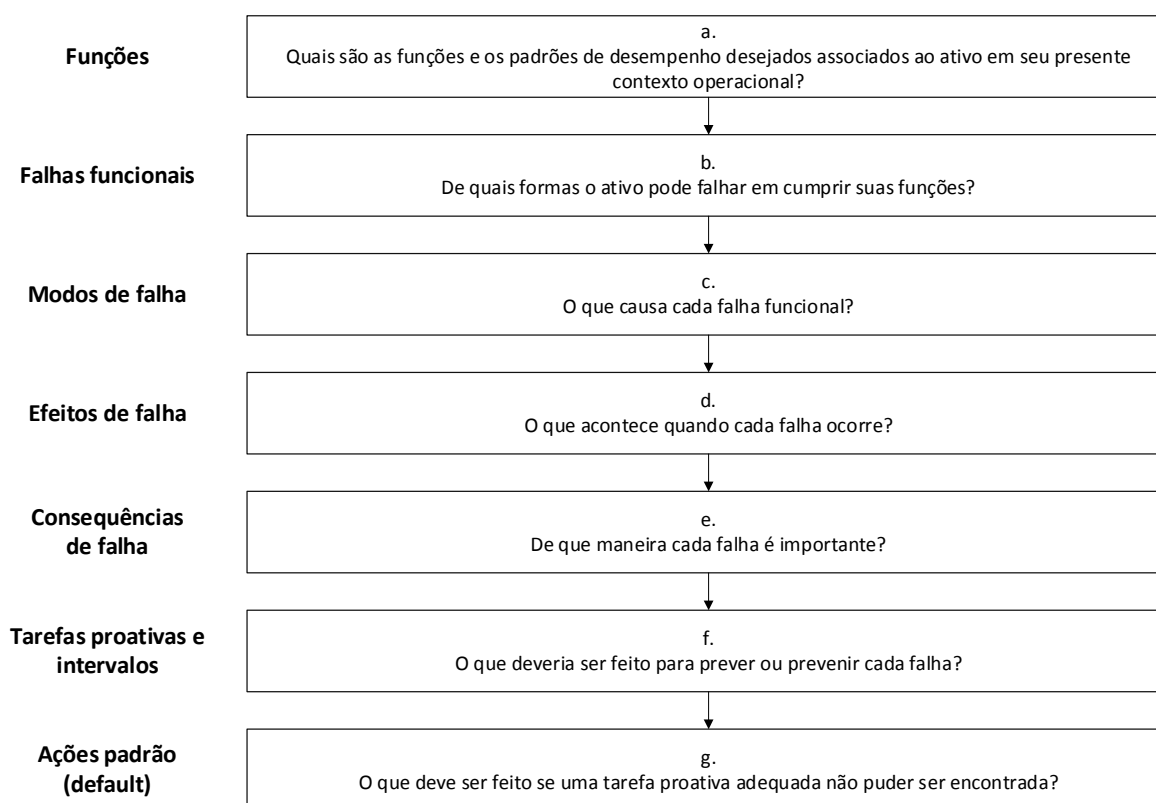 Funções
a.
Quais são as funções e os padrões de desempenho desejados associados ao ativo em seu presente
contexto operacional?
Falhas funcionais
b.
De quais formas o ativo pode falhar em cumprir suas funções?
Modos de falha
c.
O que causa cada falha funcional?
Efeitos de falha
d.
O que acontece quando cada falha ocorre?
Consequências
de falha
e.
De que maneira cada falha é importante?
Tarefas proativas e
intervalos
f.
O que deveria ser feito para prever ou prevenir cada falha?
Ações padrão
(default)
g.
O que deve ser feito se uma tarefa proativa adequada não puder ser encontrada?